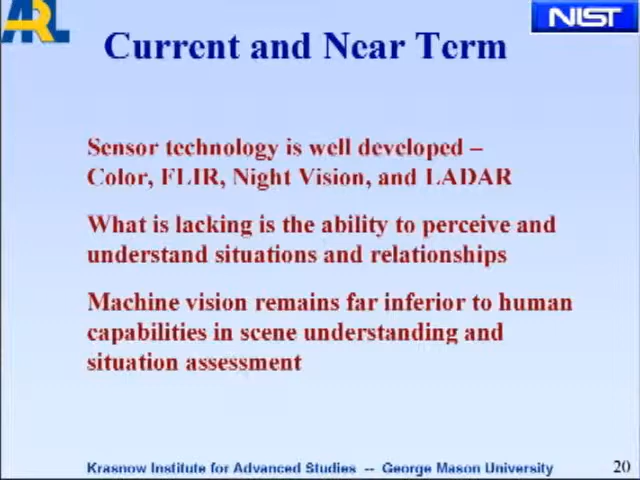 ARL
NIST
Current and Near Term
Sensor technology is well developed –
Color, FLIR, Night Vision, and LADAR
What is lacking is the ability to perceive and
understand situations and relationships
Machine vision remains far inferior to human
capabilities in scene understanding and
situation assessment
Krasnow Institute for Advanced Studies -- George Mason University
20